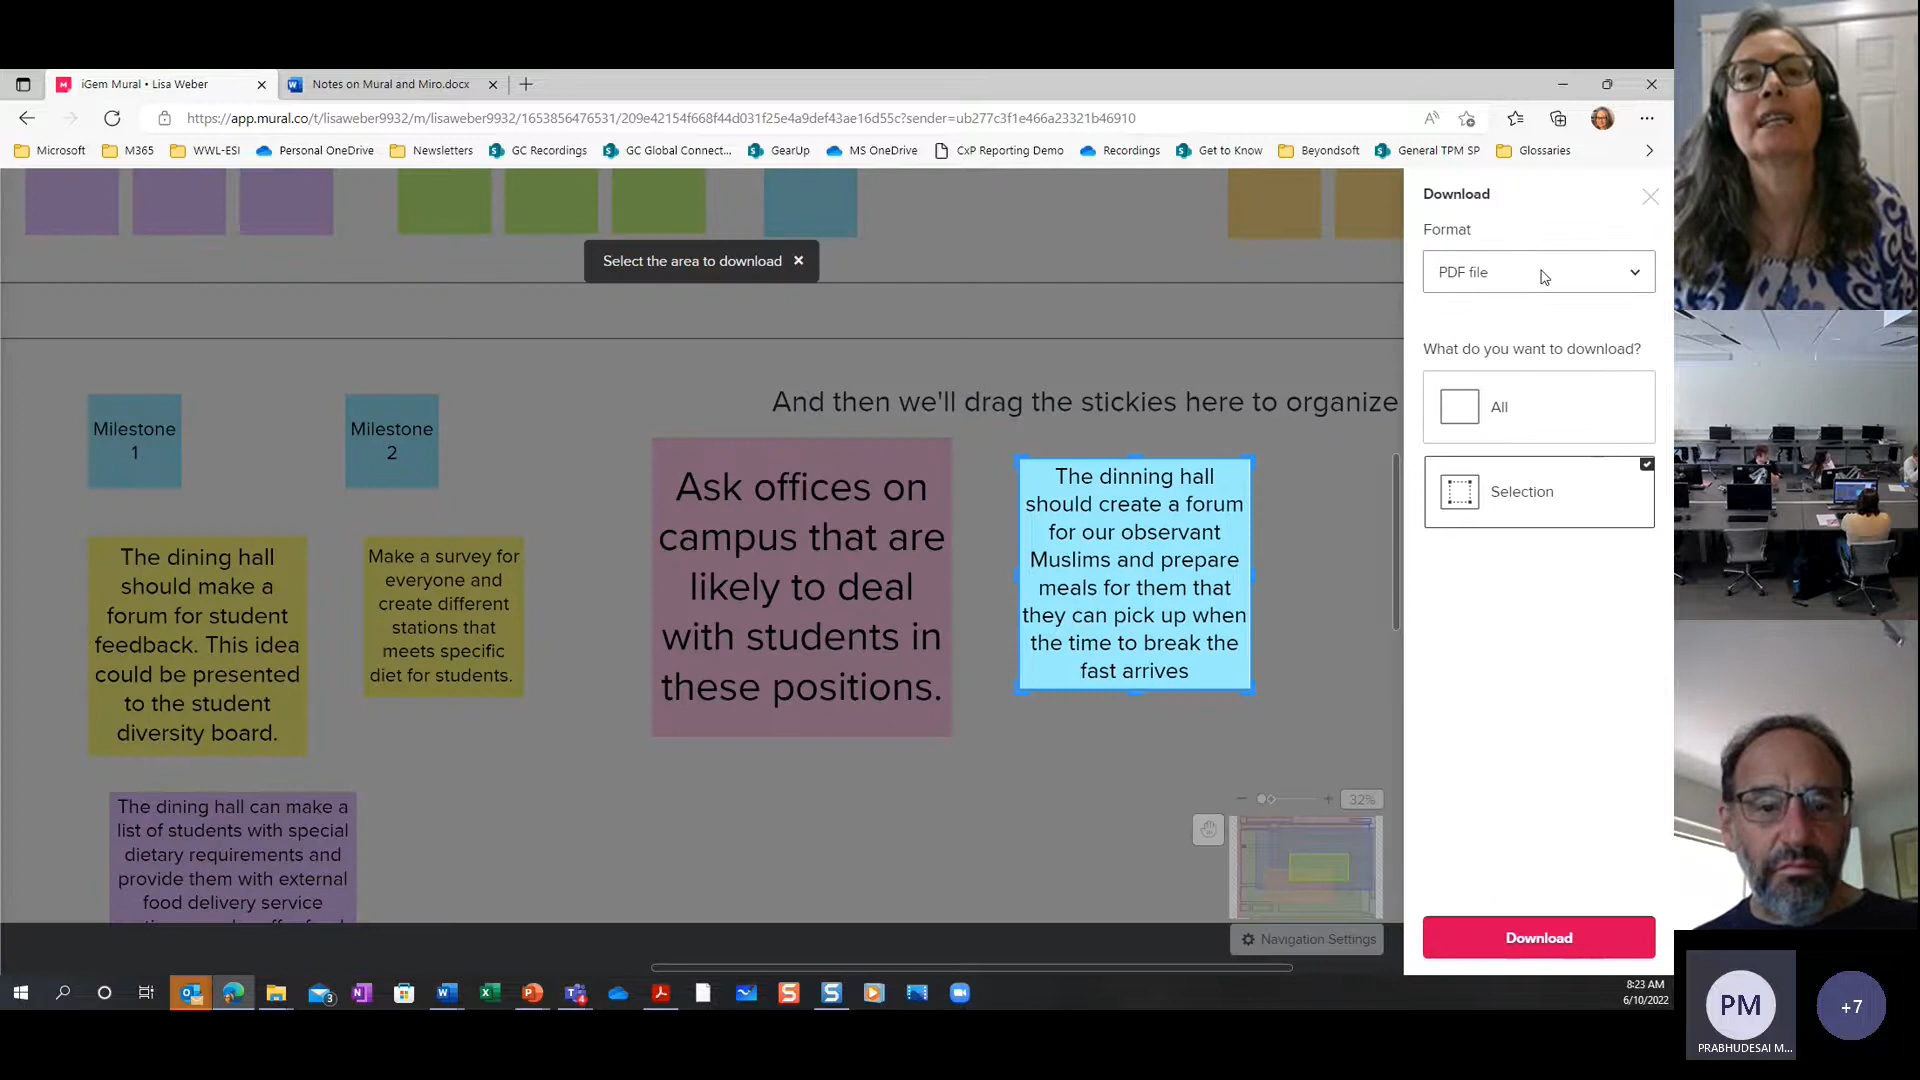 iGem Mural • Lisa Weber
Notes on Mural and Miro.docx
https://app.mural.co/t/lisaweber9932/m/lisaweber9932/1653856476531/209e42154f668f44d031f25e4a9def43ae16d55c?sender=ub277c3f1e466a23321b46910
Microsoft
M365
WWL-ESI
Personal OneDrive
Newsletters
GC Recordings
GC Global Connect...
GearUp
MS OneDrive
CxP Reporting Demo
Recordings
Get to Know
Beyondsoft
General TPM SP
Glossaries
Select the area to download
And then we'll drag the stickies here to organize
Milestone
1
Milestone
2
The dining hall
should make a
forum for student
feedback. This idea
could be presented
to the student
diversity board.
Make a survey for
everyone and
create different
stations that
meets specific
diet for students.
Ask offices on
campus that are
likely to deal
with students in
these positions.
The dinning hall
should create a forum
for our observant
Muslims and prepare
meals for them that
they can pick up when
the time to break the
fast arrives
The dining hall can make a
list of students with special
dietary requirements and
provide them with external
food delivery service
32%
Navigation Settings
Download
Format
PDF file
What do you want to download?
All
Selection
Download
8:23 AM
6/10/2022
PM
PRABHUDESAI M...
+7